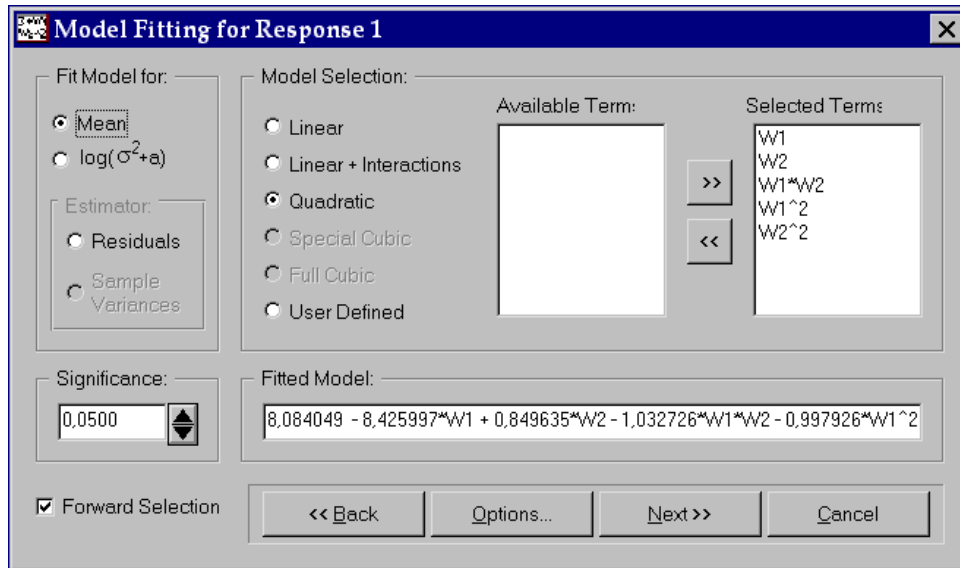 Model Fitting for Response 1
Fit Model for:
Mean
log(σ²+a)
Estimator:
Residuals
Sample
Variances
Model Selection:
Linear
Linear + Interactions
Quadratic
Special Cubic
Full Cubic
User Defined
Available Term:
>>
<<
Selected Terms
W1
W2
W1*W2
W1^2
W2^2
Significance:
0,0500
Fitted Model:
8,084049 - 8,425997*W1 + 0,849635*W2 - 1,032726*W1*W2 - 0,997926*W1^2
Forward Selection
<< Back
Options...
Next >>
Cancel